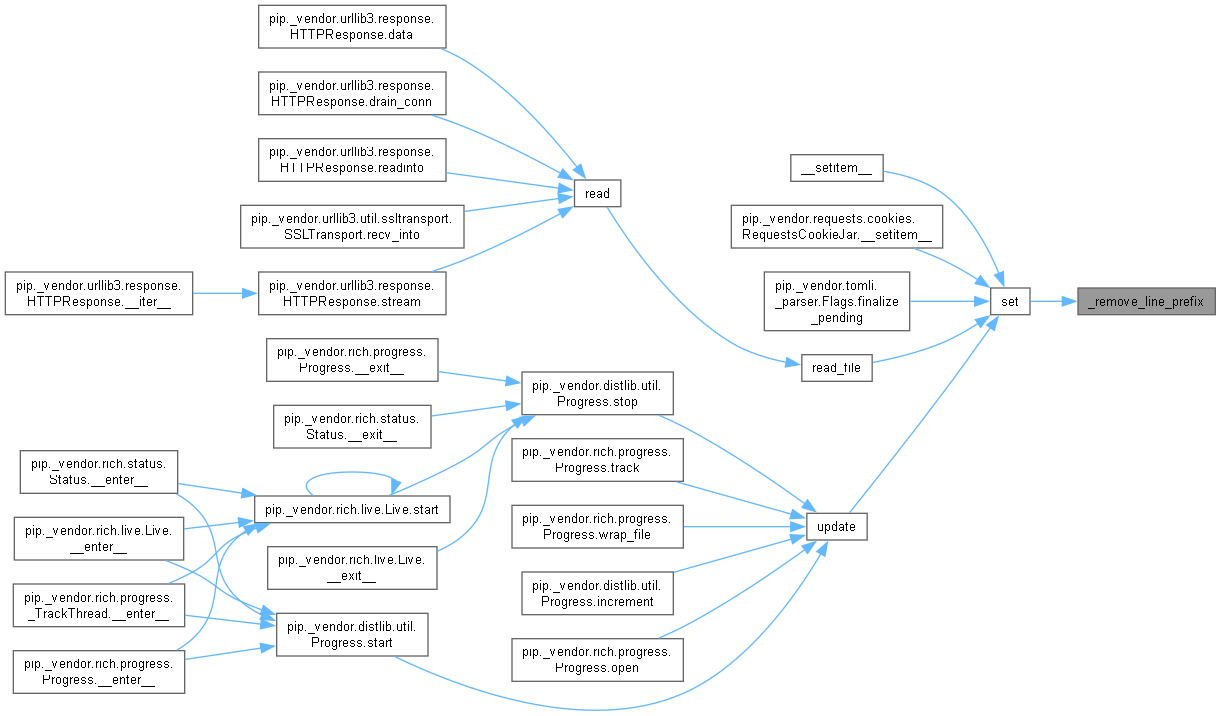 pip._vendor.urllib3.response.
HTTPResponse.data
pip._vendor.urllib3.response.
HTTPResponse.drain_conn
pip._vendor.urllib3.response.
HTTPResponse.readinto
pip._vendor.urllib3.util.ssltransport.
SSLTransport.recv_into
pip._vendor.urllib3.response.
HTTPResponse.__iter__
pip._vendor.urllib3.response.
HTTPResponse.stream
read
__setitem__
pip._vendor.requests.cookies.
RequestsCookieJar.__setitem__
pip._vendor.tomli.
_parser.Flags.finalize
_pending
set
_remove_line_prefix
read_file
pip._vendor.rich.progress.
Progress.__exit__
pip._vendor.rich.status.
Status.__exit__
pip._vendor.distlib.util.
Progress.stop
pip._vendor.rich.progress.
Progress.track
pip._vendor.rich.status.
Status.__enter__
pip._vendor.rich.live.Live.start
pip._vendor.rich.progress.
Progress.wrap_file
update
pip._vendor.rich.live.Live.
__enter__
pip._vendor.rich.live.Live.
__exit__
pip._vendor.distlib.util.
Progress.increment
pip._vendor.rich.progress.
_TrackThread.__enter__
pip._vendor.distlib.util.
Progress.start
pip._vendor.rich.progress.
Progress.open
pip._vendor.rich.progress.
Progress.__enter__